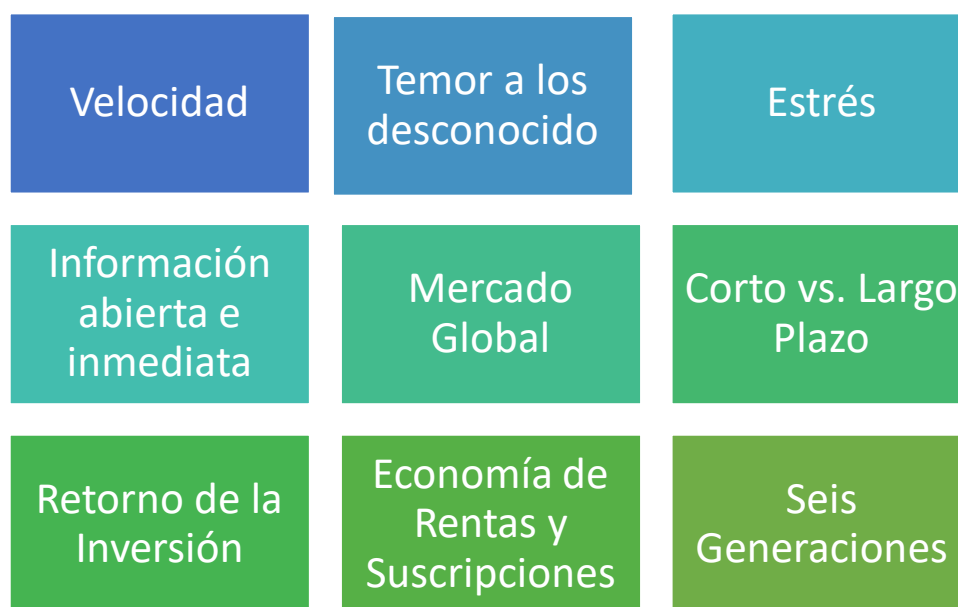 Velocidad
Temor a los
desconocido
Estrés
Información
abierta e
inmediata
Mercado
Global
Corto vs. Largo
Plazo
Retorno de la
Inversión
Economía de
Rentas y
Suscripciones
Seis
Generaciones